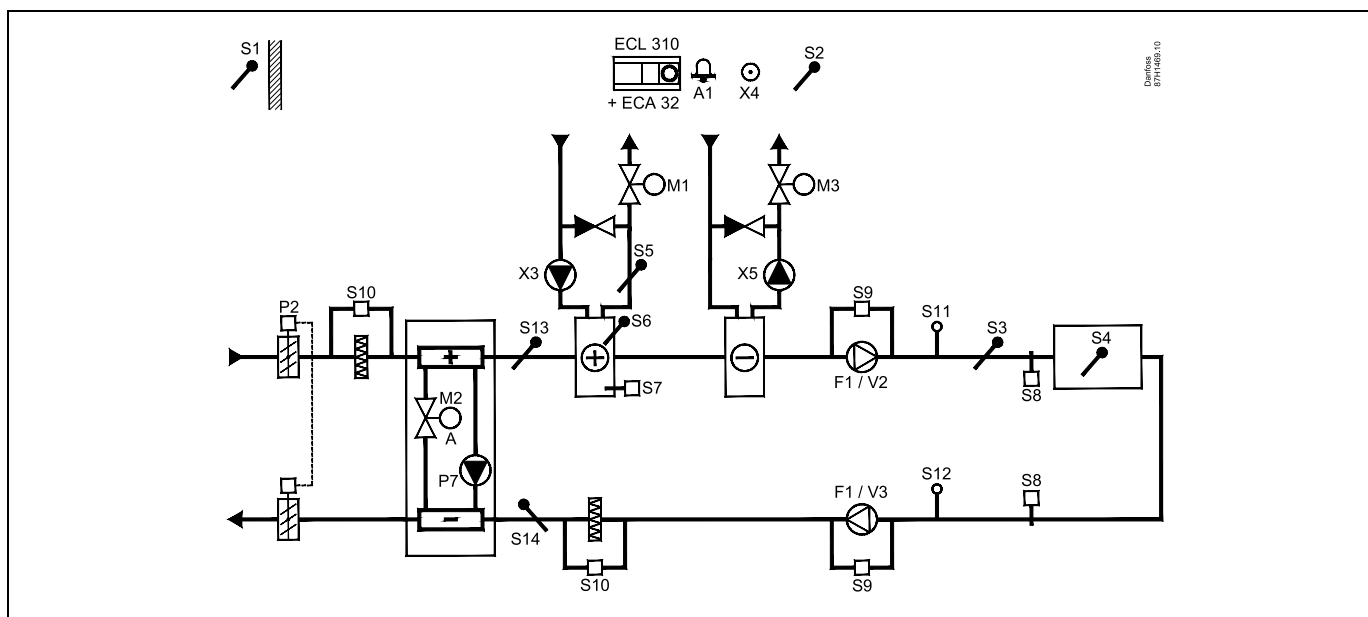 S1
ECL 310
+ ECA 32
A1
X4
S2
Danfoss
87H1469.10
M1
M3
X3
S5
X5
P2
S10
S13
S6
S7
S9
F1 / V2
S11
S3
S8
S4
+
+
−
M2
A
P7
-
S14
S10
F1 / V3
S9
S12
S8